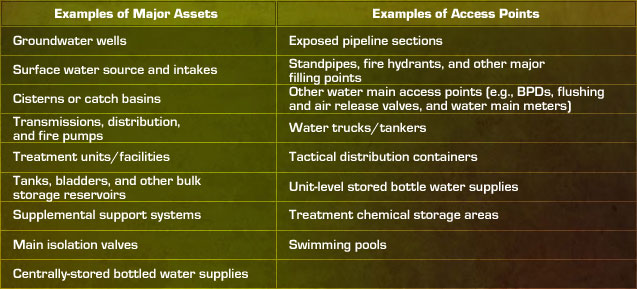 Examples of Major Assets
Examples of Access Points
Groundwater wells
Exposed pipeline sections
Surface water source and intakes
Standpipes, fire hydrants, and other major
filling points
Cisterns or catch basins
Other water main access points (e.g., BPDs, flushing
and air release valves, and water main meters)
Transmissions, distribution,
and fire pumps
Water trucks/tankers
Treatment units/facilities
Tactical distribution containers
Tanks, bladders, and other bulk
storage reservoirs
Unit-level stored bottle water supplies
Supplemental support systems
Treatment chemical storage areas
Main isolation valves
Swimming pools
Centrally-stored bottled water supplies